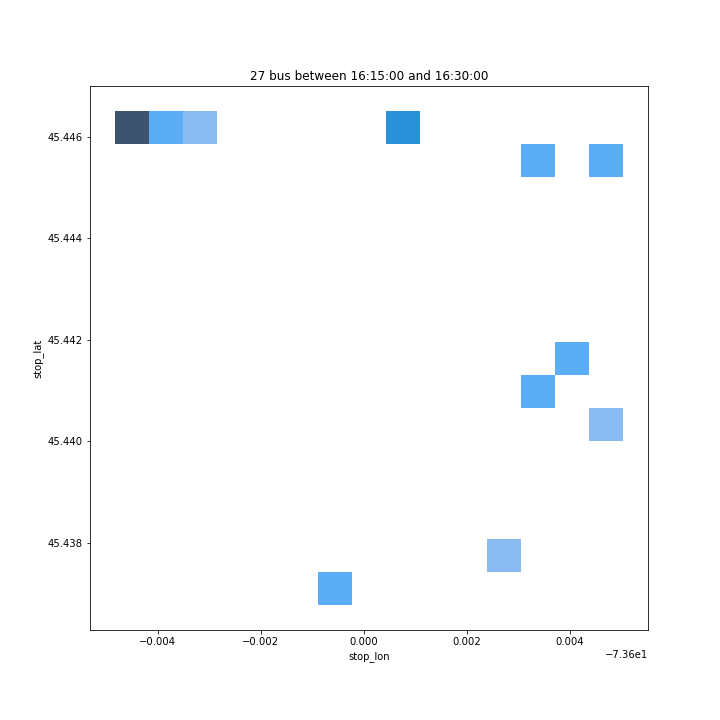 27 bus between 16:15:00 and 16:30:00
45.446
45.444
45.442
45.440
45.438
stop_lat
−0.004 −0.002 0.000 0.002 0.004
stop_lon
−7.36e1